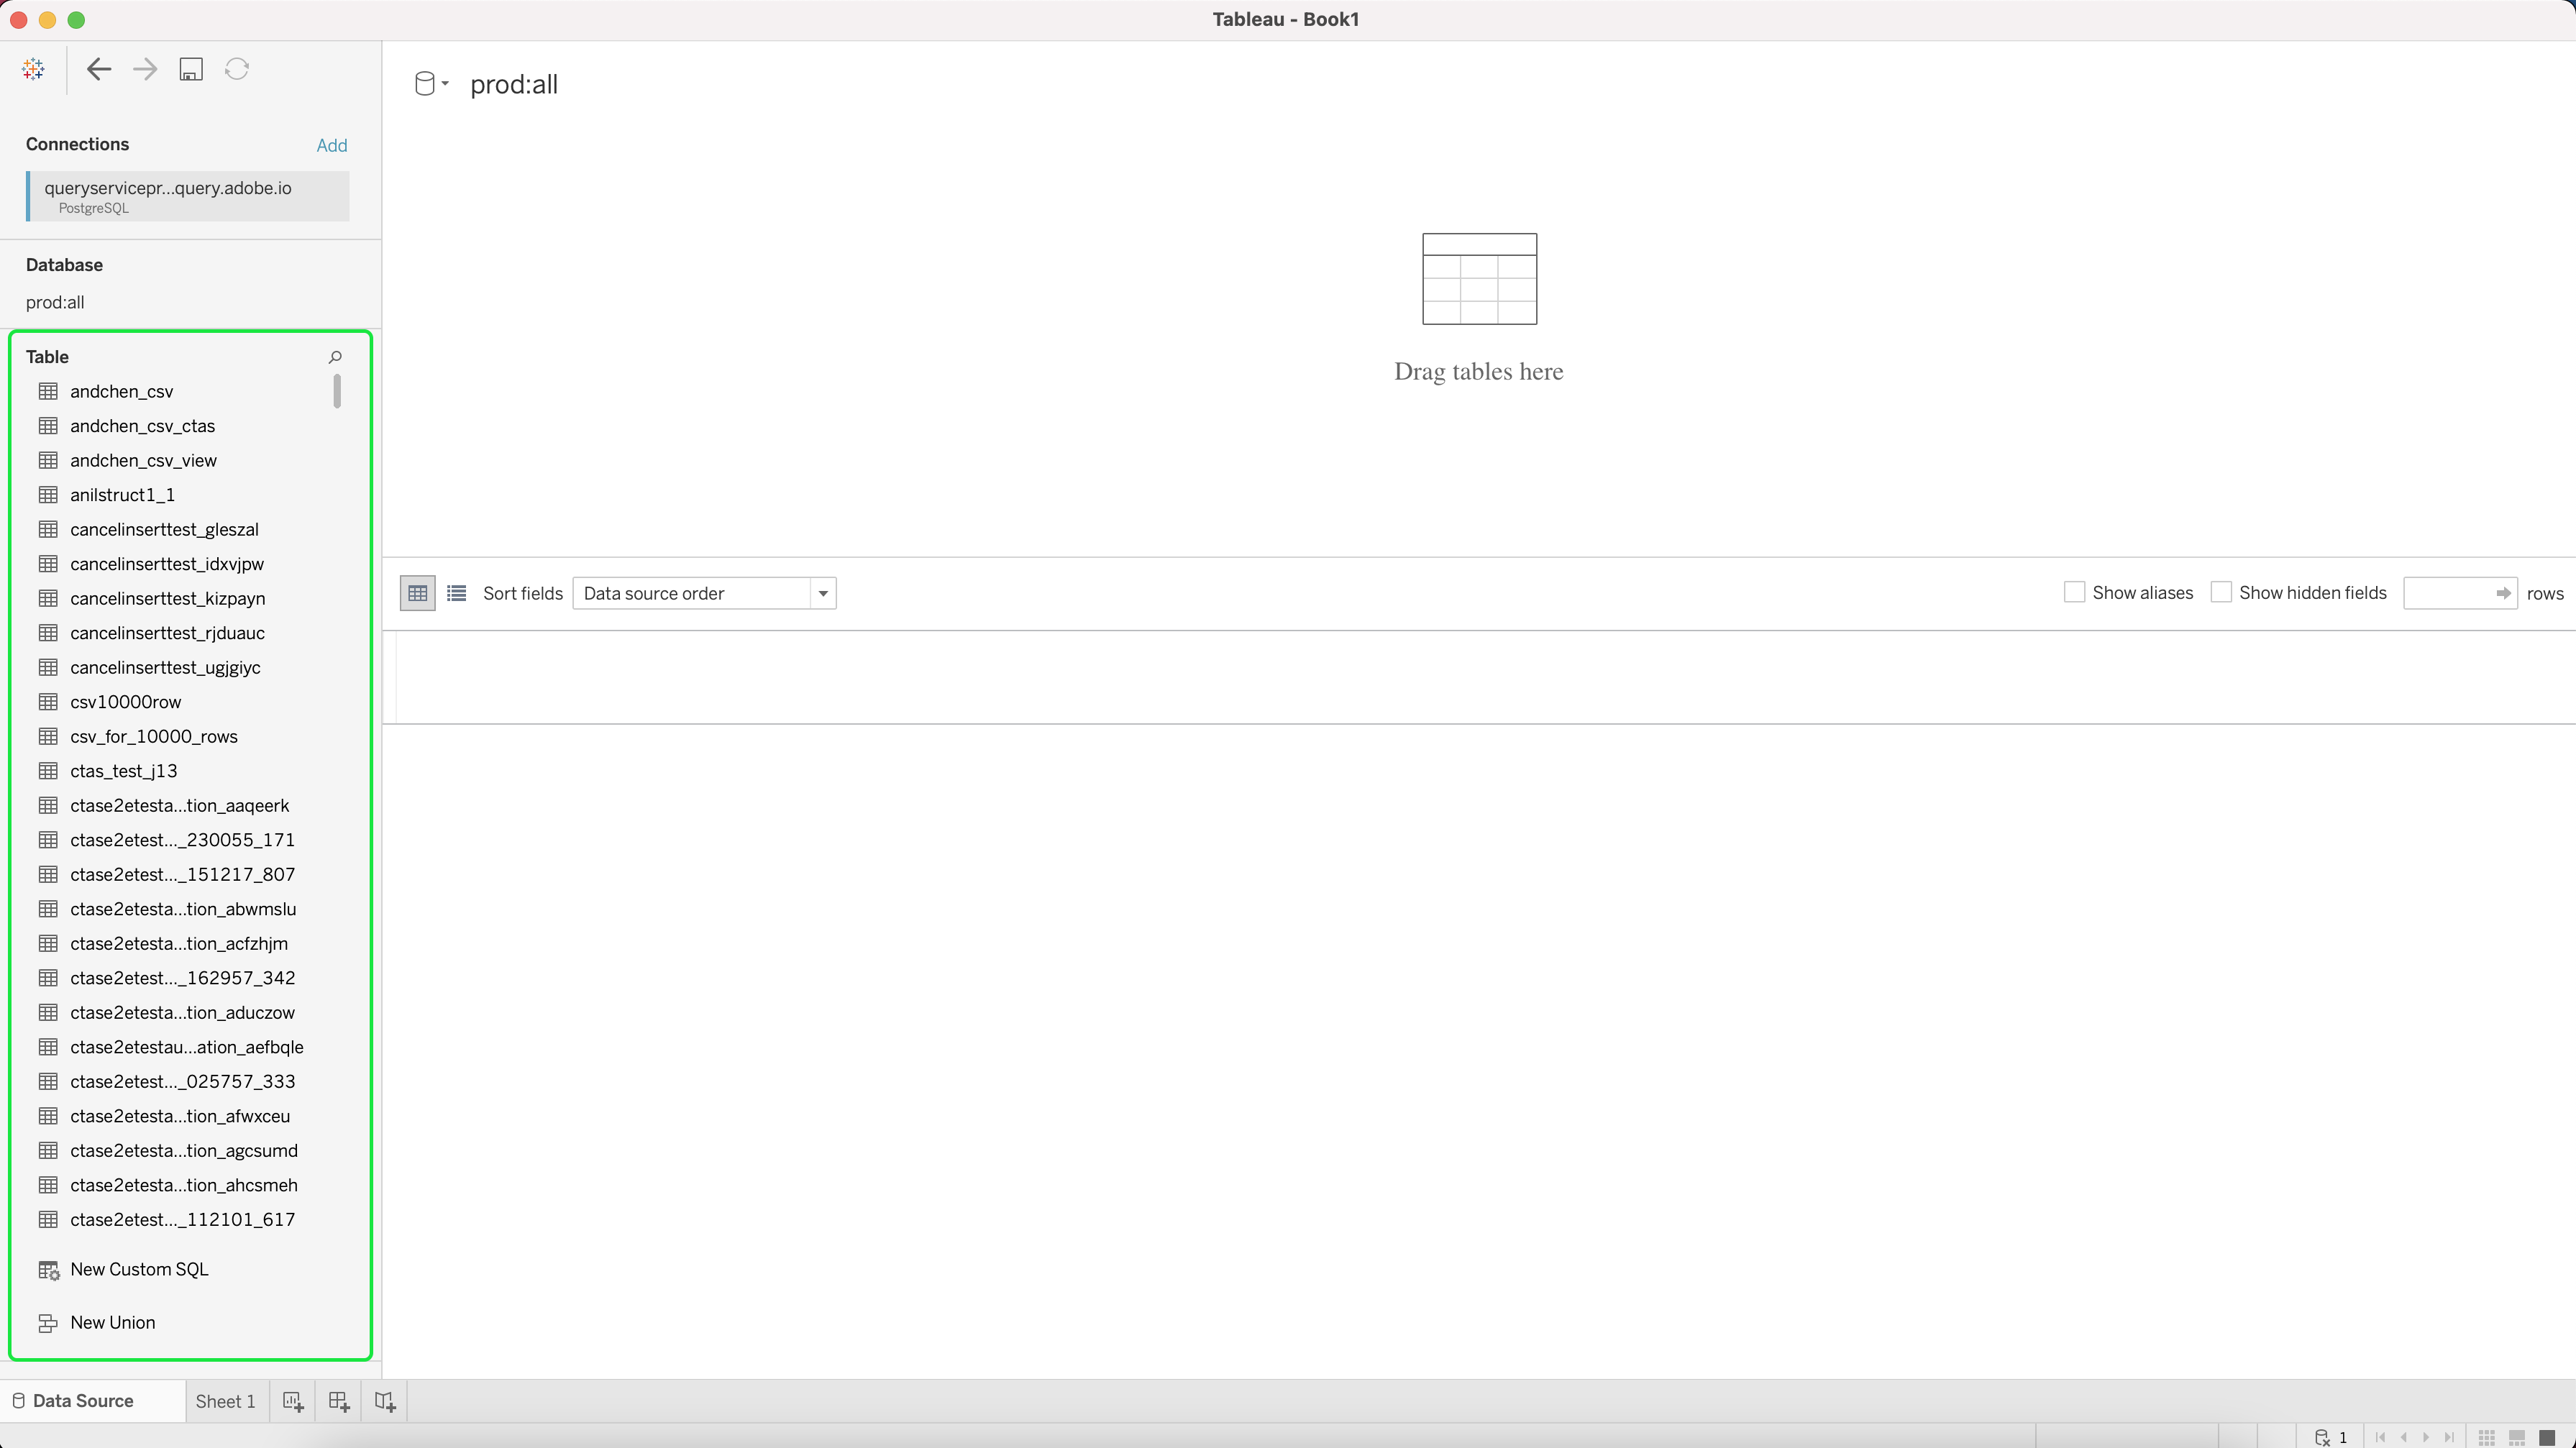 Tableau - Book1
prod:all
Connections Add
queryservicepr...query.adobe.io
PostgreSQL
Database
prod:all
Table
andchen_csv
andchen_csv_ctas
andchen_csv_view
anilstruct1_1
cancelinserttest_gleszal
cancelinserttest_idxvjpw
cancelinserttest_kizpayn
cancelinserttest_rjduauc
cancelinserttest_ugjgiyc
csv10000row
csv_for_10000_rows
ctas_test_j13
ctase2etesta...tion_aaqeerk
ctase2etest..._230055_171
ctase2etest..._151217_807
ctase2etesta...tion_abwmslu
ctase2etesta...tion_acfzhjm
ctase2etest..._162957_342
ctase2etesta...tion_aduczow
ctase2etestau...ation_aefbqle
ctase2etest..._025757_333
ctase2etesta...tion_afwxceu
ctase2etesta...tion_agcsumd
ctase2etesta...tion_ahcsmeh
ctase2etest..._112101_617
New Custom SQL
New Union
Drag tables here
Sort fields Data source order Show aliases Show hidden fields rows
Data Source Sheet 1
1